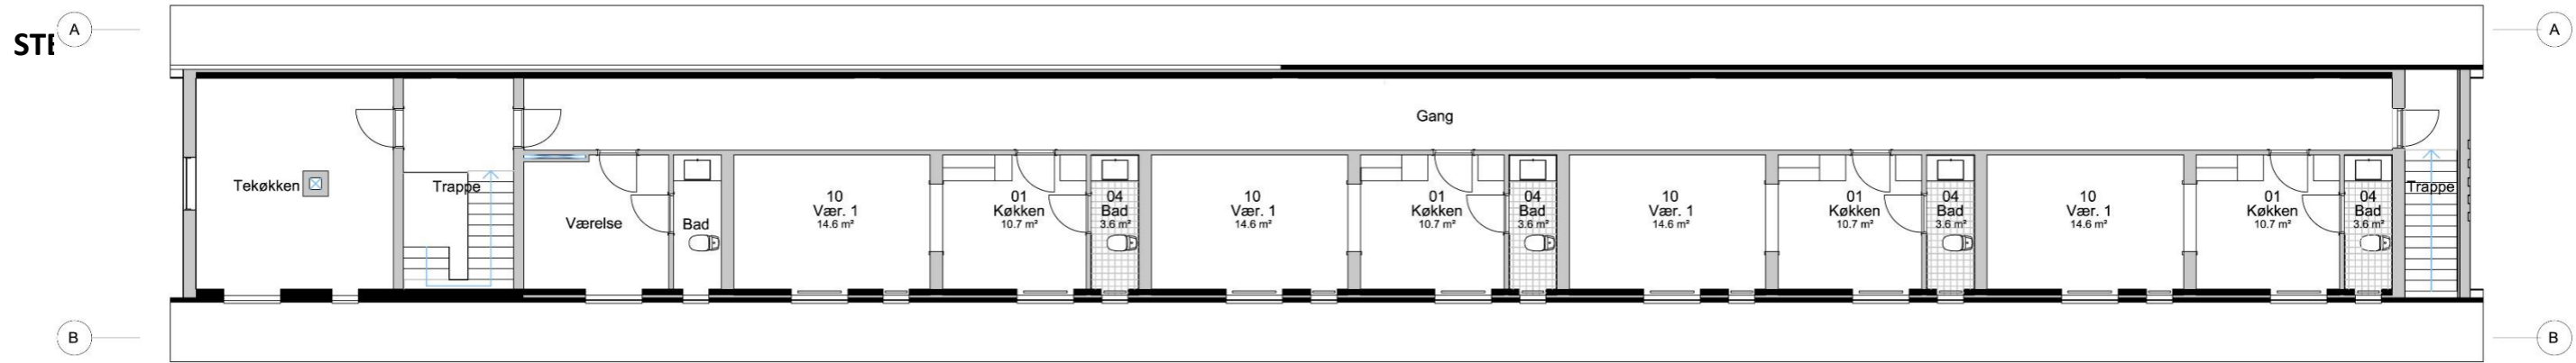 A
A
STE
Gang
Tekøkken
Trappe
Værelse
Bad
10
Vær. 1
14.6 m²
01
Køkken
10.7 m²
04
Bad
3.6 m²
10
Vær. 1
14.6 m²
01
Køkken
10.7 m²
04
Bad
3.6 m²
10
Vær. 1
14.6 m²
01
Køkken
10.7 m²
04
Bad
3.6 m²
10
Vær. 1
14.6 m²
01
Køkken
10.7 m²
04
Bad
3.6 m²
Trappe
B
B